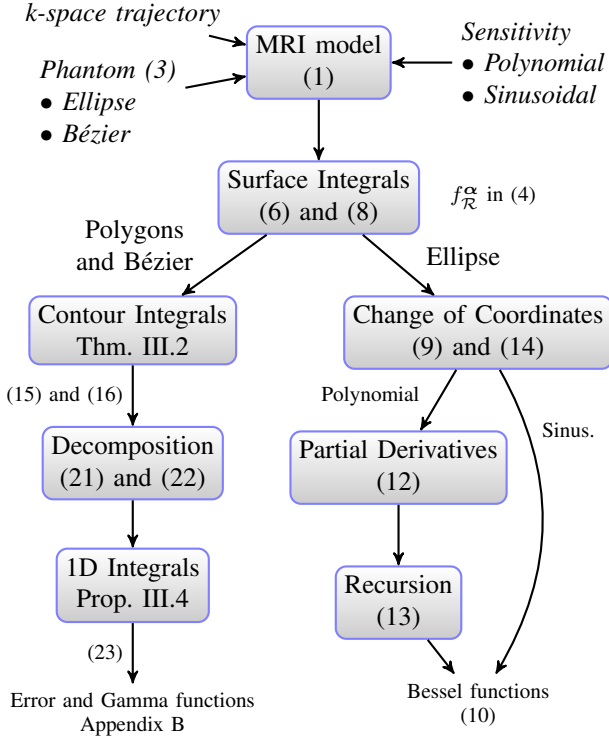 k-space trajectory
MRI model
(1)
Sensitivity
• Polynomial
• Sinusoidal
Phantom (3)
• Ellipse
• Bézier
Surface Integrals
(6) and (8)
f_R^α in (4)
Polygons
and Bézier
Ellipse
Contour Integrals
Thm. III.2
Change of Coordinates
(9) and (14)
(15) and (16)
Polynomial
Sinus.
Decomposition
(21) and (22)
Partial Derivatives
(12)
1D Integrals
Prop. III.4
Recursion
(13)
(23)
Error and Gamma functions
Appendix B
Bessel functions
(10)